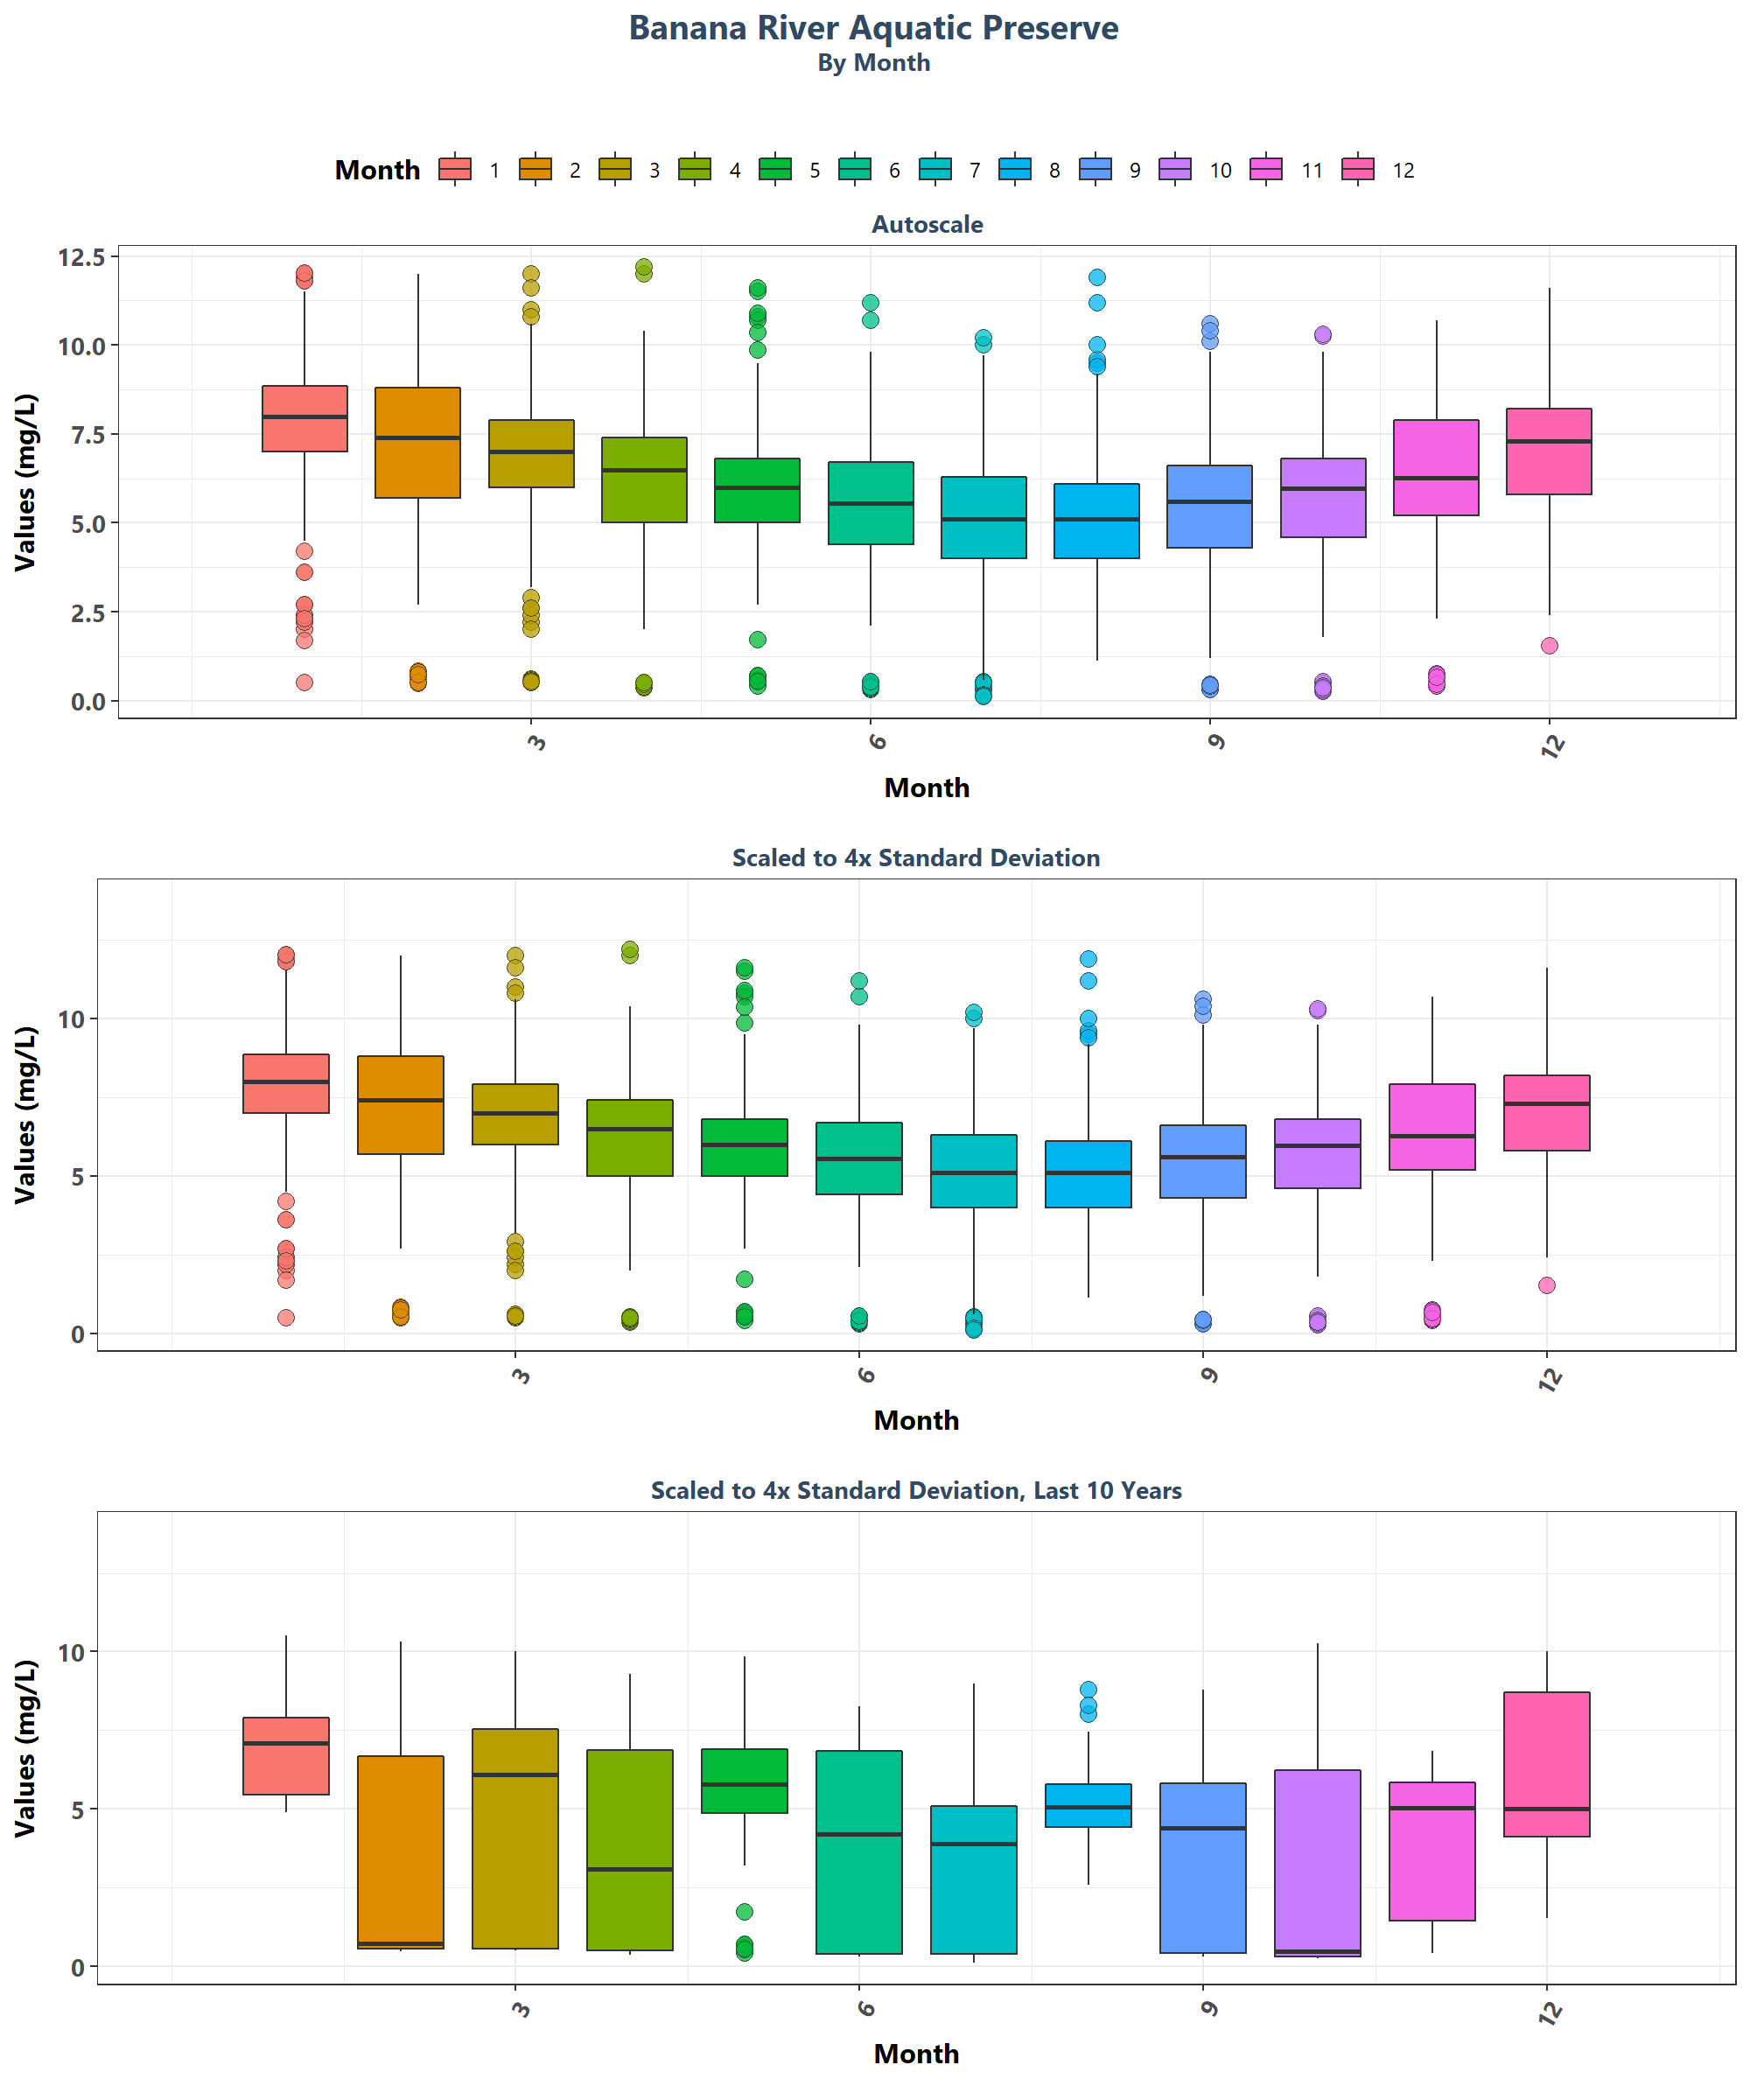 Banana River Aquatic Preserve
By Month
Month 1 2 3 4 5 6 7 8 9 10 11 12
Autoscale
Values (mg/L)
12.5
10.0
7.5
5.0
2.5
0.0
3 6 9 12
Month
Scaled to 4x Standard Deviation
Values (mg/L)
10
5
0
3 6 9 12
Month
Scaled to 4x Standard Deviation, Last 10 Years
Values (mg/L)
10
5
0
3 6 9 12
Month